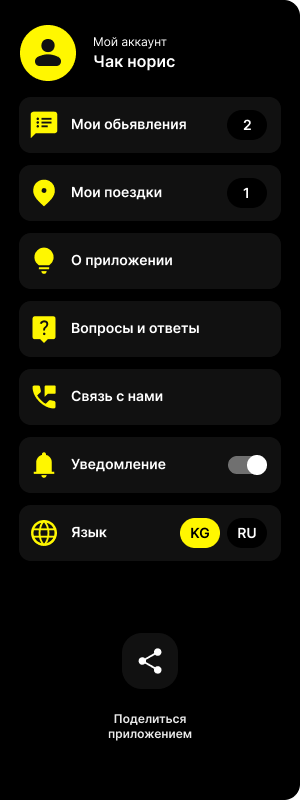 Мой аккаунт
Чак норис
Мои обьявления 2
Мои поездки 1
О приложении
Вопросы и ответы
Связь с нами
Уведомление
Язык KG RU
Поделиться
приложением